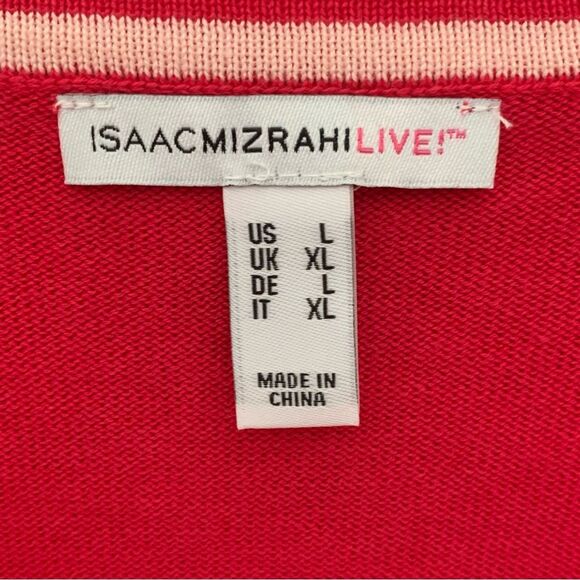 ISAACMIZRAHILIVE!™
US L
UK XL
DE L
IT XL
MADE IN
CHINA